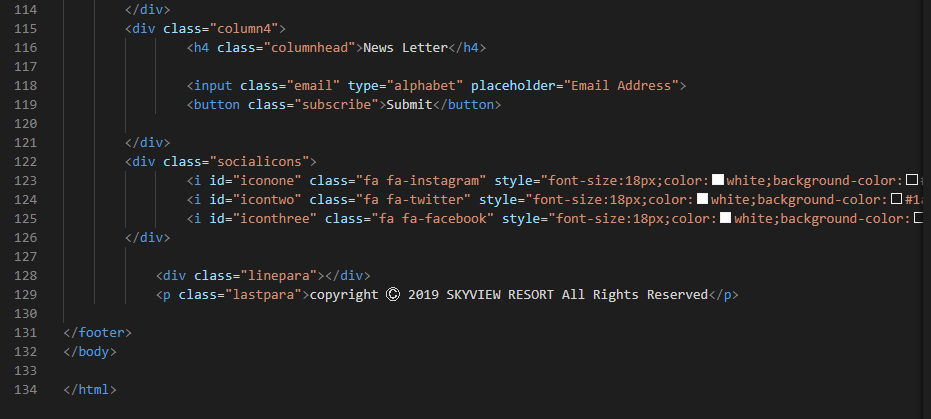 114 </div>
115 <div class="column4">
116 <h4 class="columnhead">News Letter</h4>
117
118 <input class="email" type="alphabet" placeholder="Email Address">
119 <button class="subscribe">Submit</button>
120
121 </div>
122 <div class="socialicons">
123 <i id="iconone" class="fa fa-instagram" style="font-size:18px;color:white;background-color:
124 <i id="icontwo" class="fa fa-twitter" style="font-size:18px;color:white;background-color:#1
125 <i id="iconthree" class="fa fa-facebook" style="font-size:18px;color:white;background-color:
126 </div>
127
128 <div class="linepara"></div>
129 <p class="lastpara">copyright © 2019 SKYVIEW RESORT All Rights Reserved</p>
130
131 </footer>
132 </body>
133
134 </html>